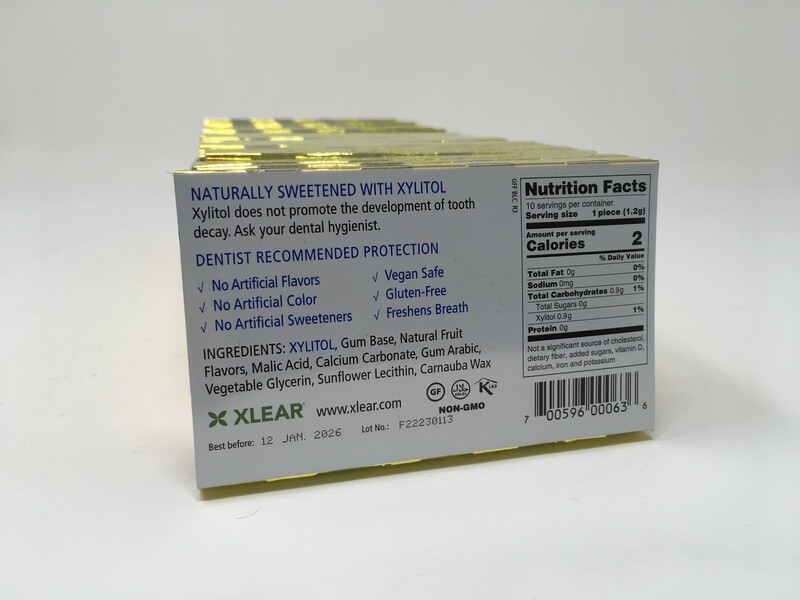 NATURALLY SWEETENED WITH XYLITOL
Xylitol does not promote the development of tooth
decay. Ask your dental hygienist.
DENTIST RECOMMENDED PROTECTION
√ No Artificial Flavors
√ No Artificial Color
√ No Artificial Sweeteners
√ Vegan Safe
√ Gluten-Free
√ Freshens Breath
INGREDIENTS: XYLITOL, Gum Base, Natural Fruit
Flavors, Malic Acid, Calcium Carbonate, Gum Arabic,
Vegetable Glycerin, Sunflower Lecithin, Carnauba Wax
XLEAR® www.xlear.com
GF
K
NON-GMO
Best before: 12 JAN. 2026 Lot No.: F22230113
GFF BLC R3
Nutrition Facts
10 servings per container
Serving size 1 piece (1.2g)
Amount per serving
Calories 2
% Daily Value
Total Fat 0g 0%
Sodium 0mg 0%
Total Carbohydrates 0.9g 1%
Total Sugars 0g
Xylitol 0.9g 1%
Protein 0g
Not a significant source of cholesterol,
dietary fiber, added sugars, vitamin D,
calcium, iron and potassium
7 00596 00063 6